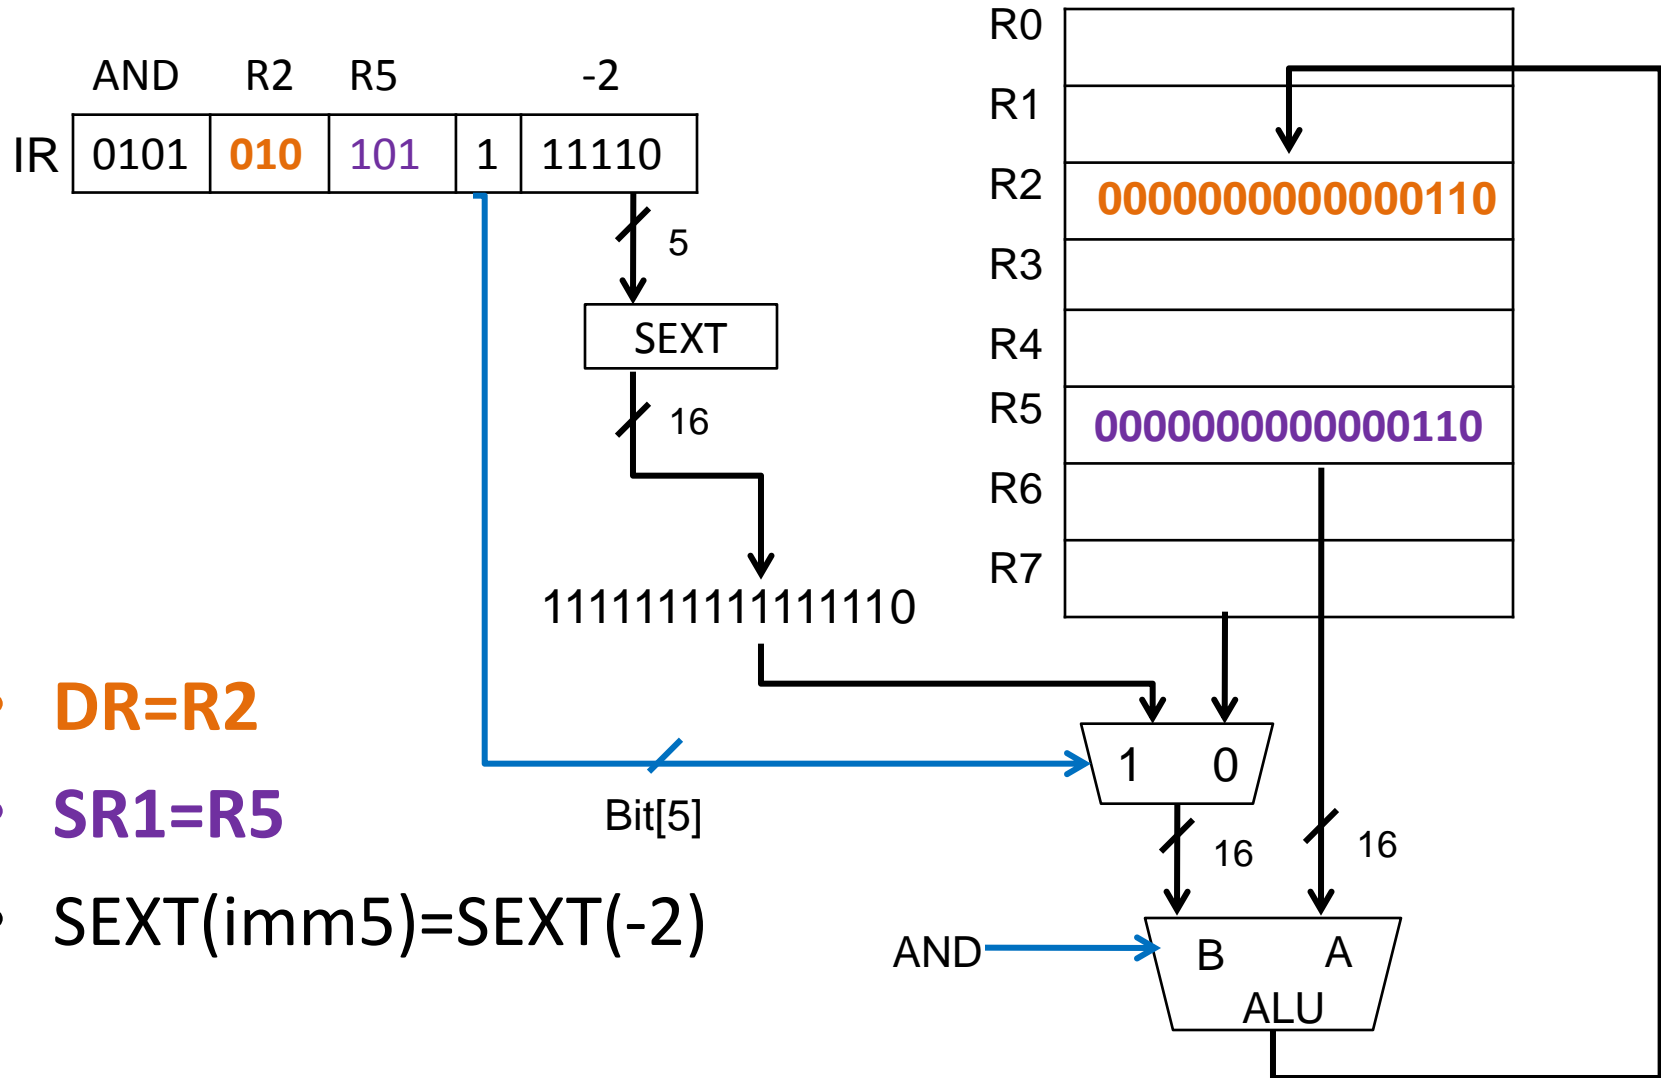 AND R2 R5 -2
IR 0101 010 101 1 11110
5
SEXT
16
1111111111111110
R0
R1
R2 0000000000000110
R3
R4
R5 0000000000000110
R6
R7
1 0
Bit[5]
16 16
AND B A
ALU
• DR=R2
• SR1=R5
• SEXT(imm5)=SEXT(-2)